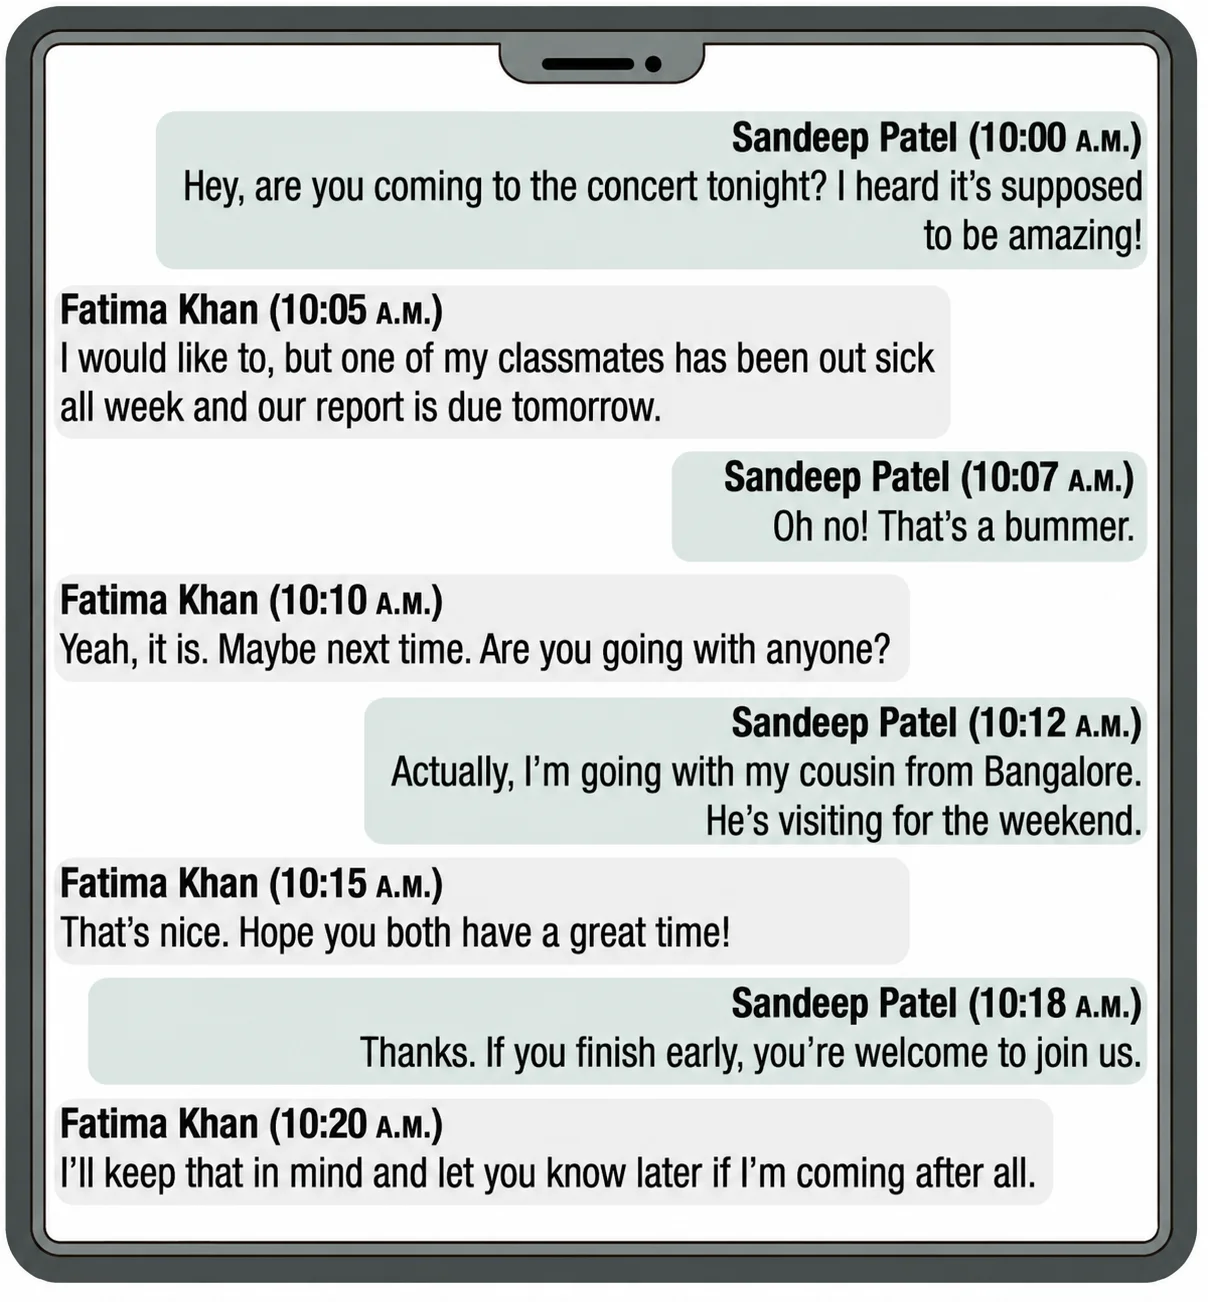 Sandeep Patel (10:00 A.M.)
Hey, are you coming to the concert tonight? I heard it’s supposed
to be amazing!
Fatima Khan (10:05 A.M.)
I would like to, but one of my classmates has been out sick
all week and our report is due tomorrow.
Sandeep Patel (10:07 A.M.)
Oh no! That’s a bummer.
Fatima Khan (10:10 A.M.)
Yeah, it is. Maybe next time. Are you going with anyone?
Sandeep Patel (10:12 A.M.)
Actually, I’m going with my cousin from Bangalore.
He’s visiting for the weekend.
Fatima Khan (10:15 A.M.)
That’s nice. Hope you both have a great time!
Sandeep Patel (10:18 A.M.)
Thanks. If you finish early, you’re welcome to join us.
Fatima Khan (10:20 A.M.)
I’ll keep that in mind and let you know later if I’m coming after all.